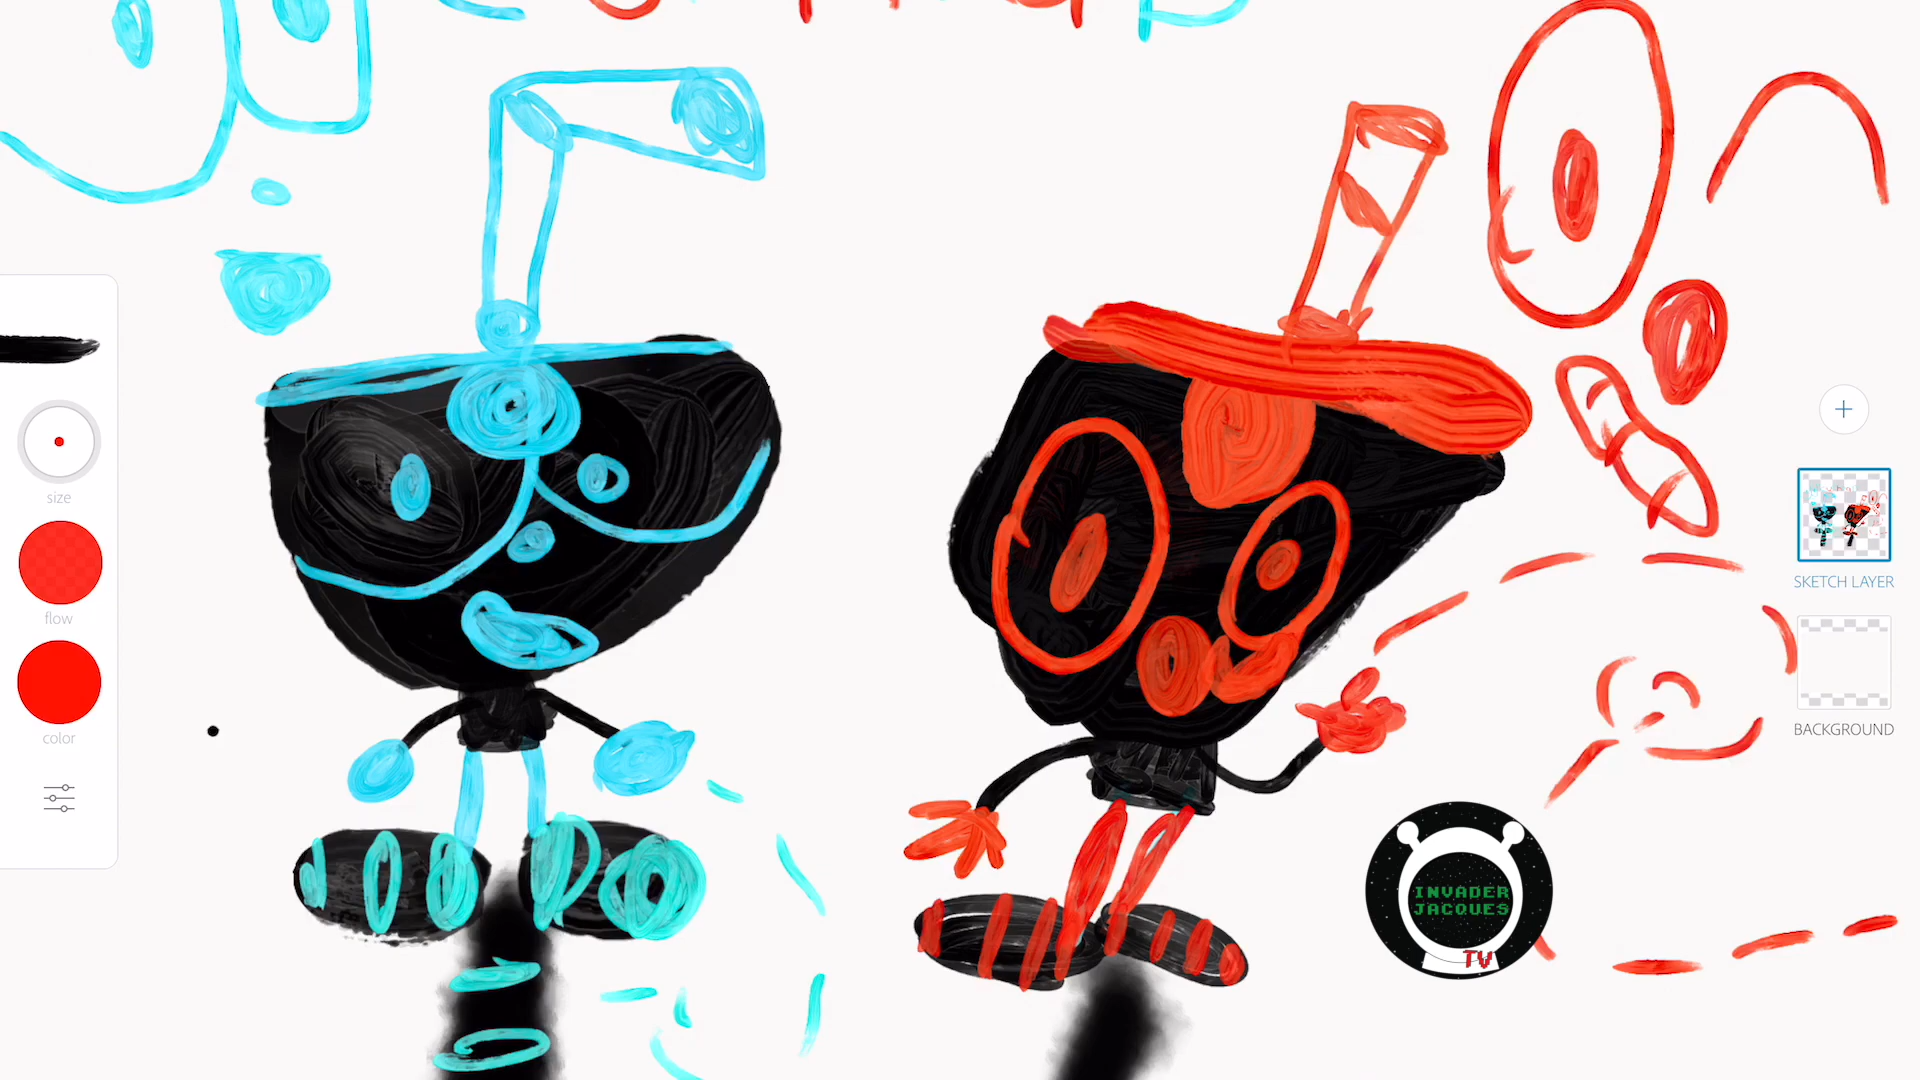 size
flow
color
SKETCH LAYER
BACKGROUND
INVADER
JACQUES
TV